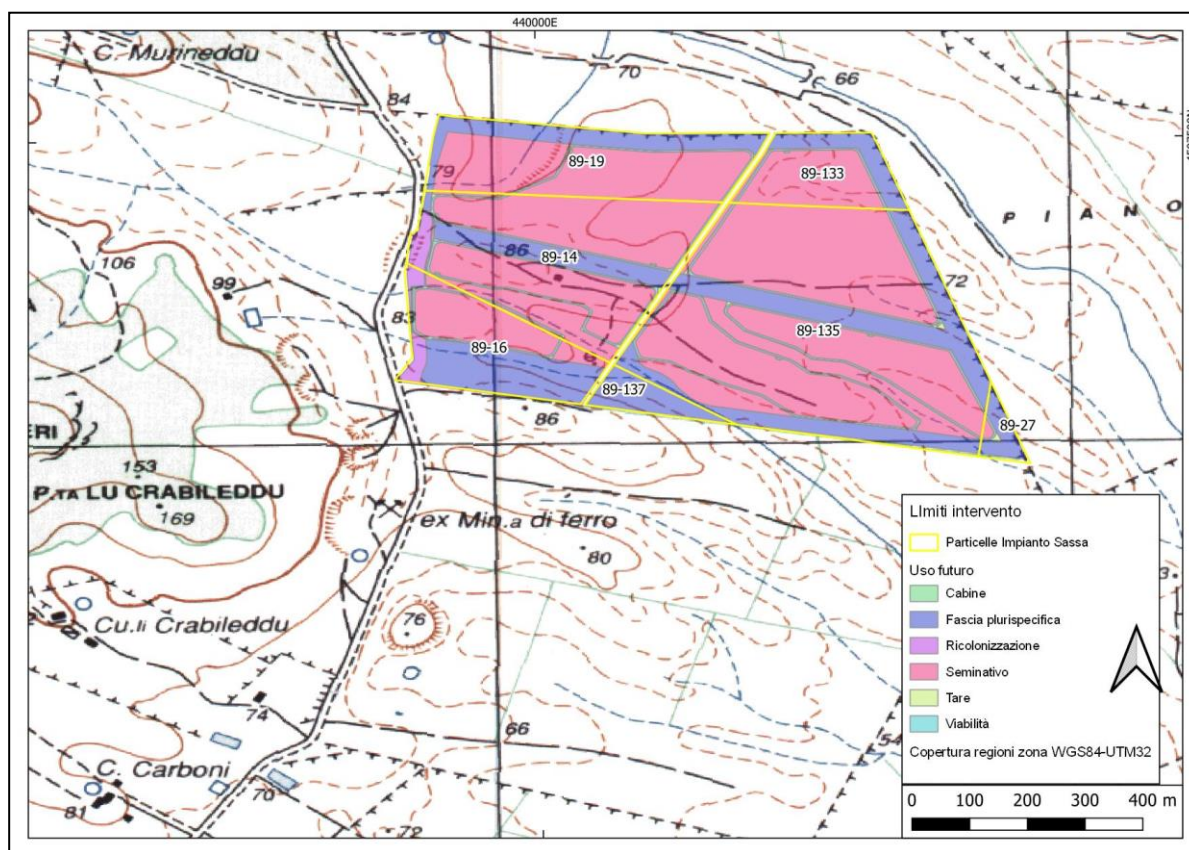 440000E
C. Murineddu
70
66
84
89-19
89-133
79
P I A N O
106
86
89-14
99
72
83
89-135
89-16
89-137
86
89-27
ERI
153
P.TA LU CRABILEDDU
169
ex Min.a di ferro
80
76
Cu.li Crabileddu
74
66
54
C. Carboni
70
81
72
LImiti intervento
Particelle Impianto Sassa
Uso futuro
Cabine
Fascia plurispecifica
Ricolonizzazione
Seminativo
Tare
Viabilità
Copertura regioni zona WGS84-UTM32
0 100 200 300 400 m